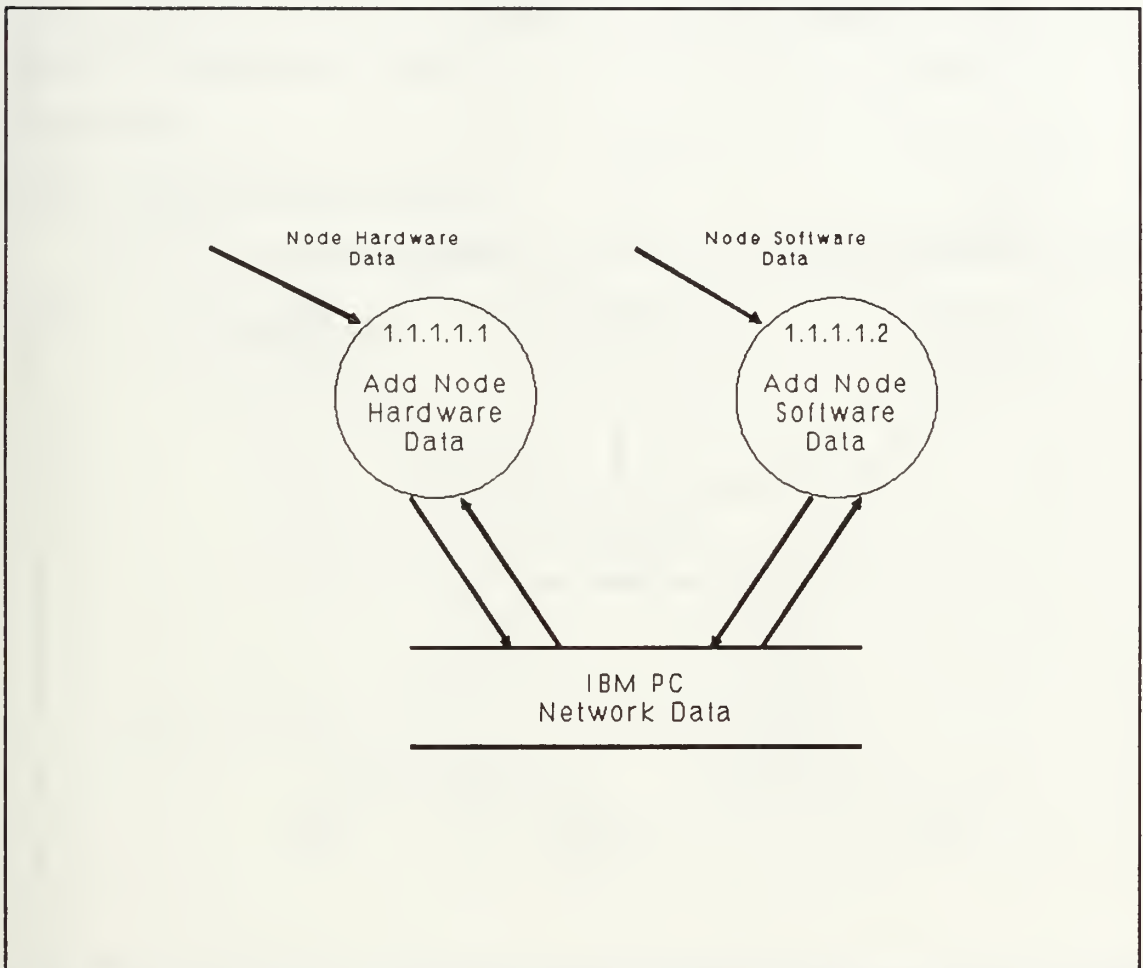 Node Hardware
Data
Node Software
Data
1.1.1.1.1
Add Node
Hardware
Data
1.1.1.1.2
Add Node
Software
Data
IBM PC
Network Data